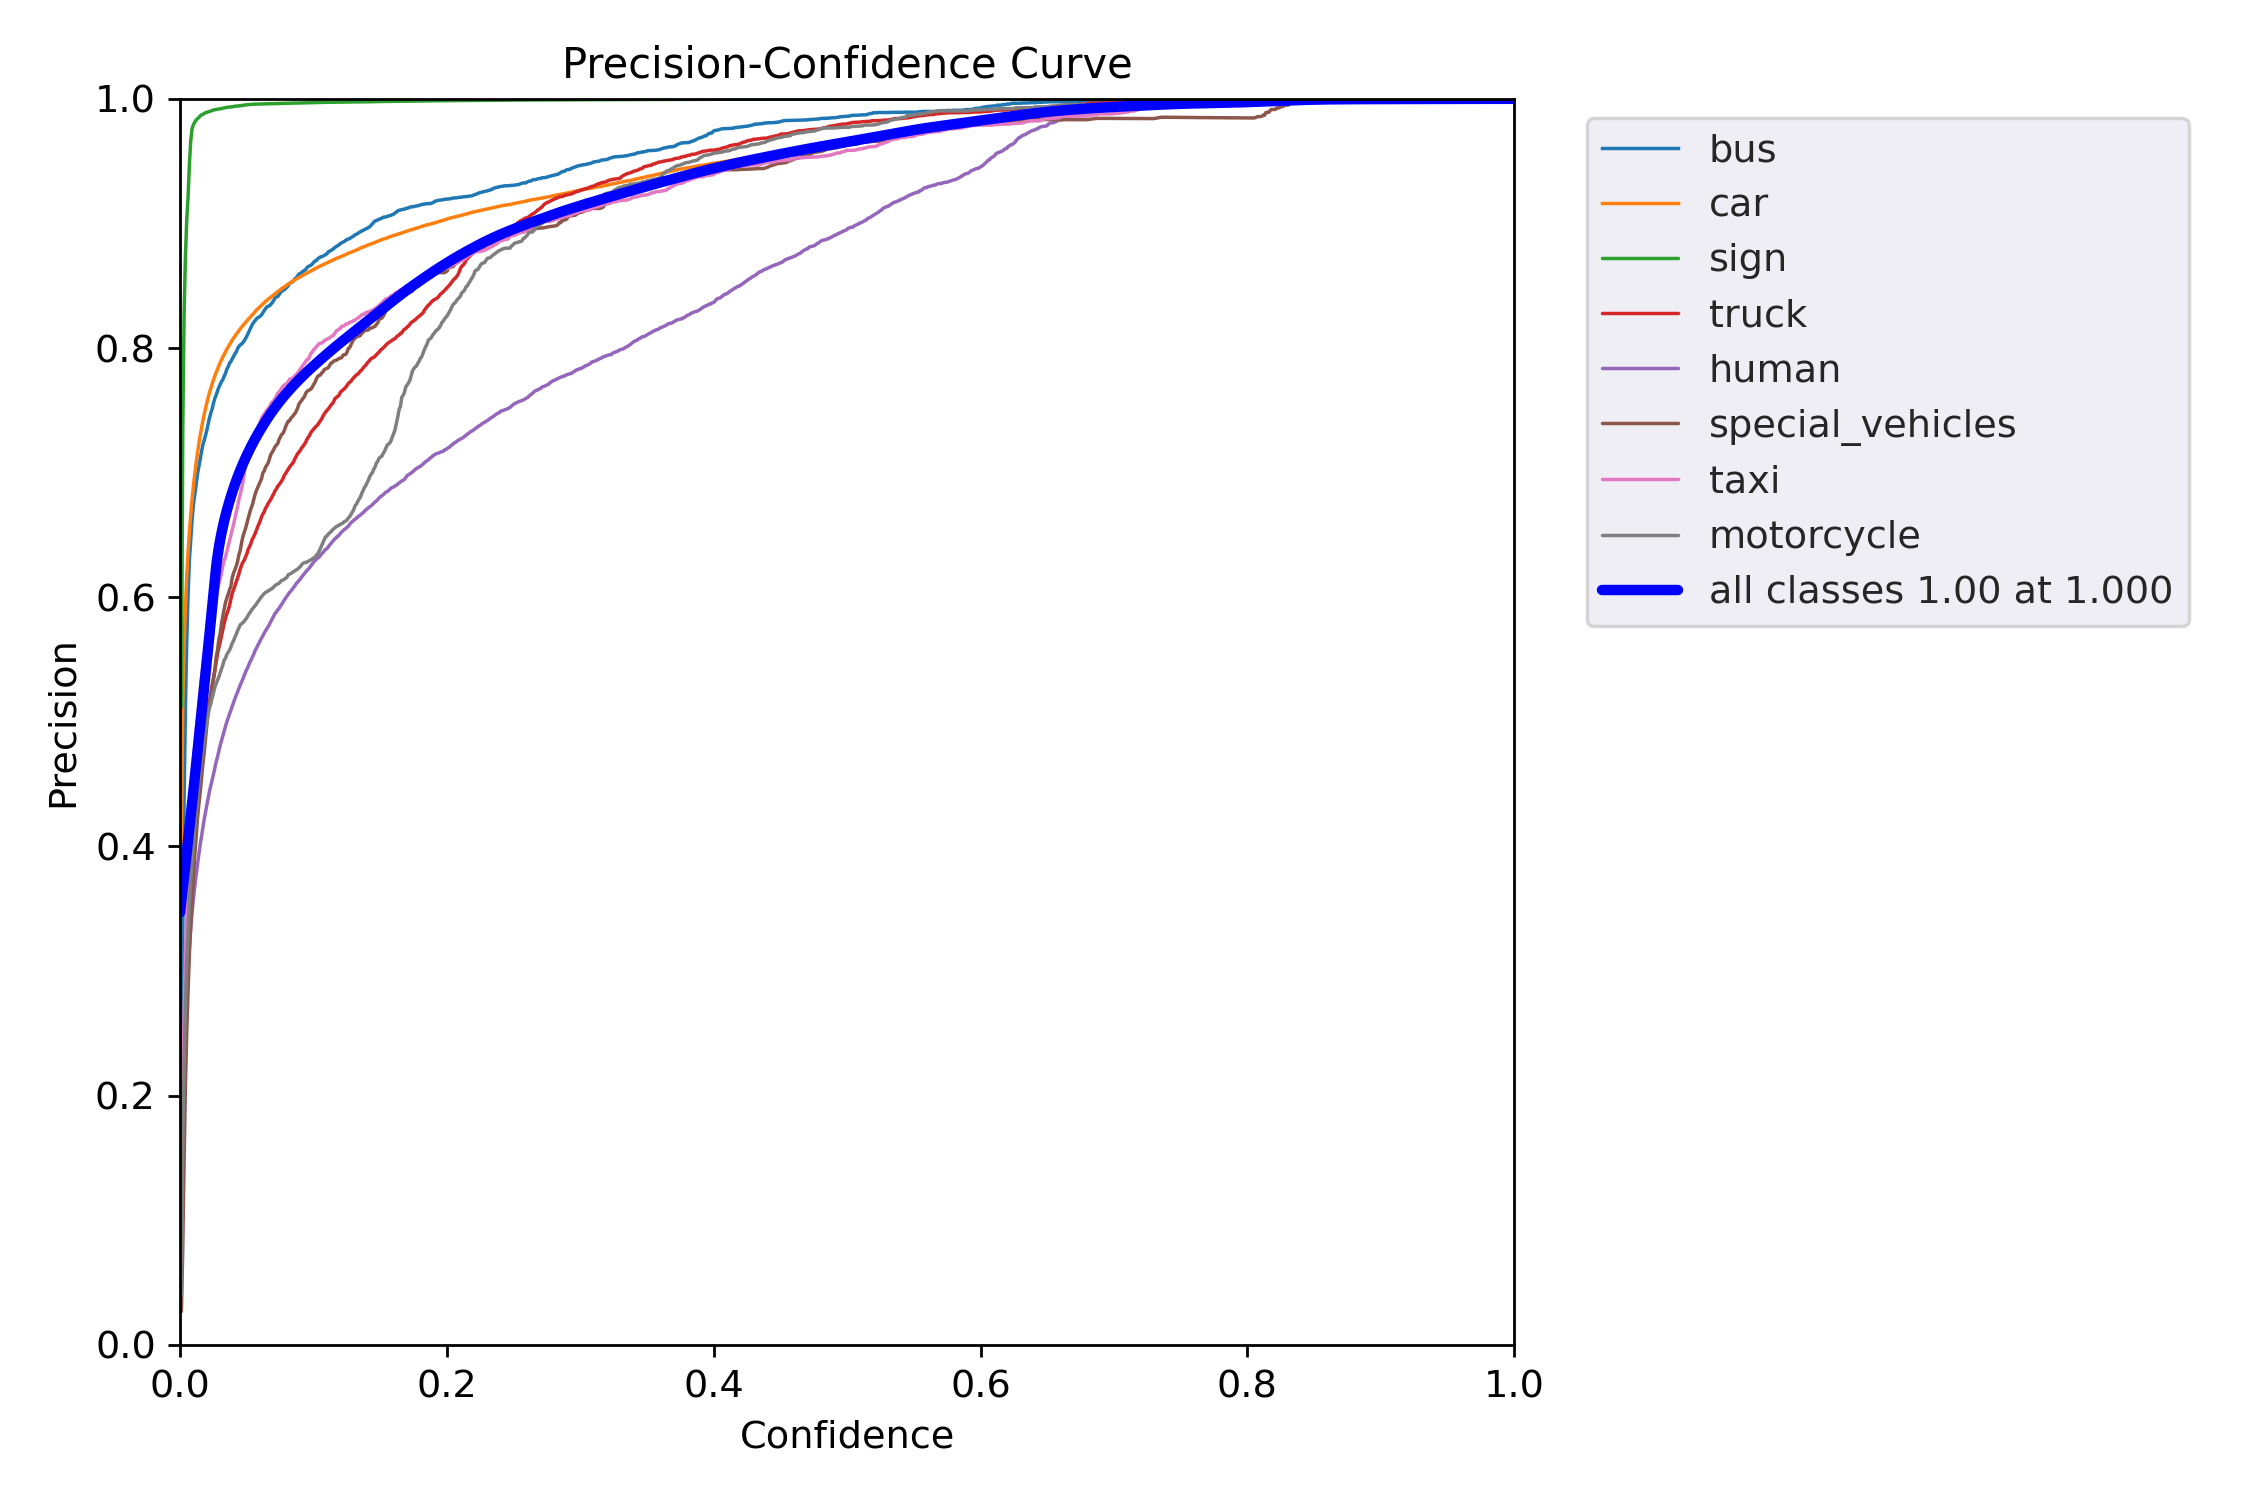 Precision-Confidence Curve
1.0
0.8
0.6
0.4
0.2
0.0
Precision
0.0 0.2 0.4 0.6 0.8 1.0
Confidence
bus
car
sign
truck
human
special_vehicles
taxi
motorcycle
all classes 1.00 at 1.000